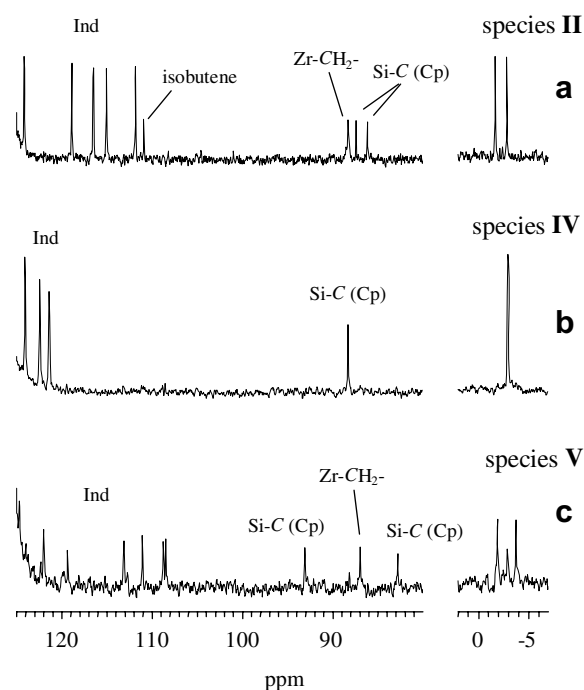 Ind
species II
Zr-CH2-
Si-C (Cp)
isobutene
a
species IV
Ind
Si-C (Cp)
b
species V
Zr-CH2-
Ind
Si-C (Cp)
Si-C (Cp)
c
120 110 100 90 0 -5
ppm